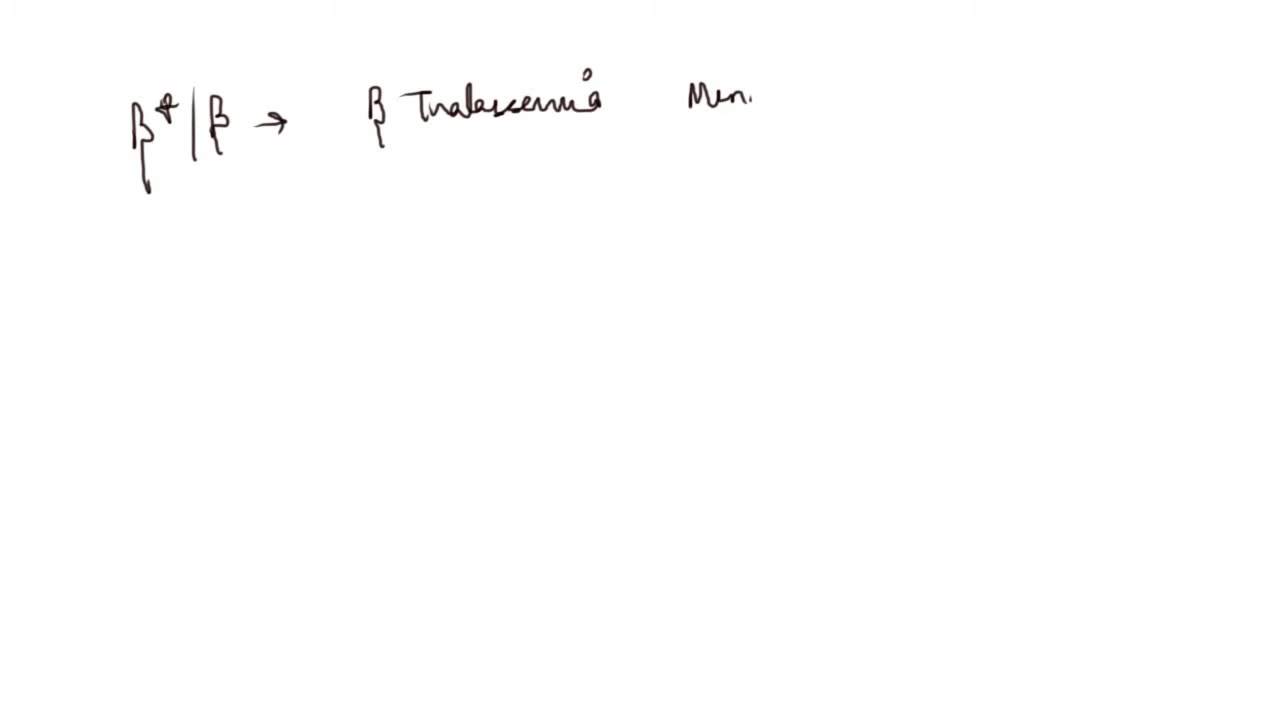 β⁺|β → β Thalassemia Min.